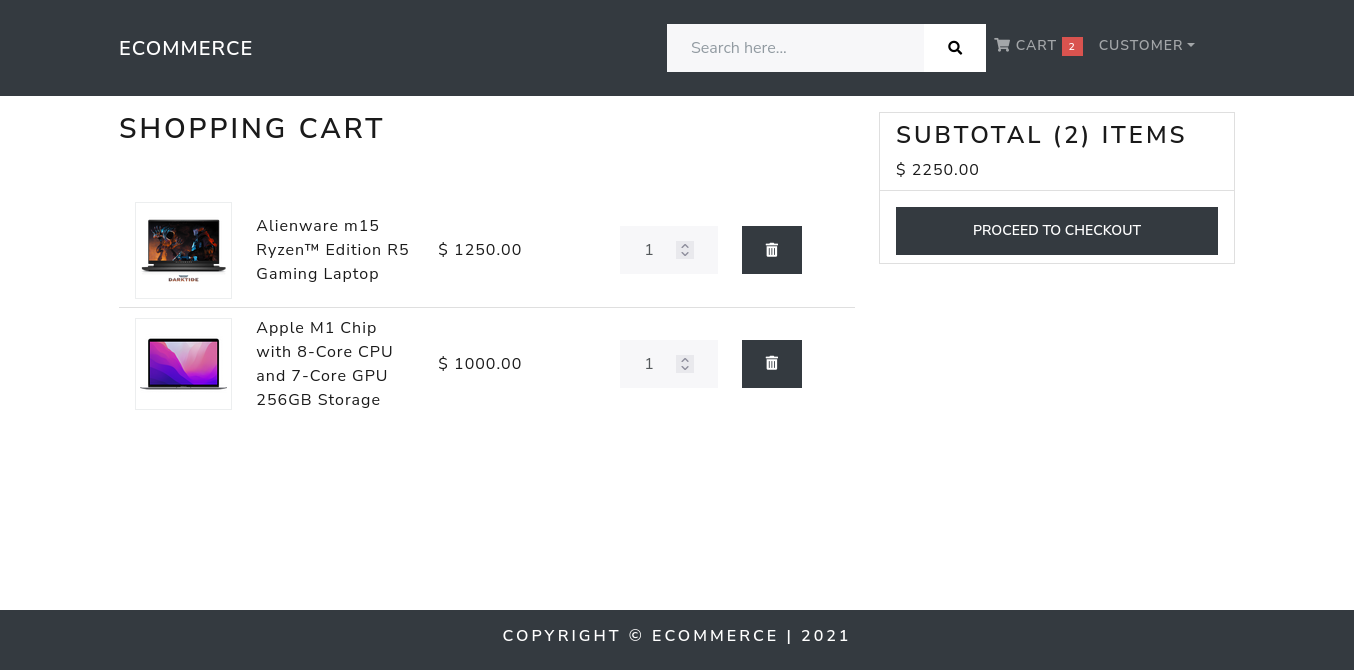 ECOMMERCE
Search here...
CART 2
CUSTOMER
SHOPPING CART
Alienware m15
Ryzen™ Edition R5
Gaming Laptop
$ 1250.00
1
DARKTIDE
Apple M1 Chip
with 8-Core CPU
and 7-Core GPU
256GB Storage
$ 1000.00
1
SUBTOTAL (2) ITEMS
$ 2250.00
PROCEED TO CHECKOUT
COPYRIGHT © ECOMMERCE | 2021